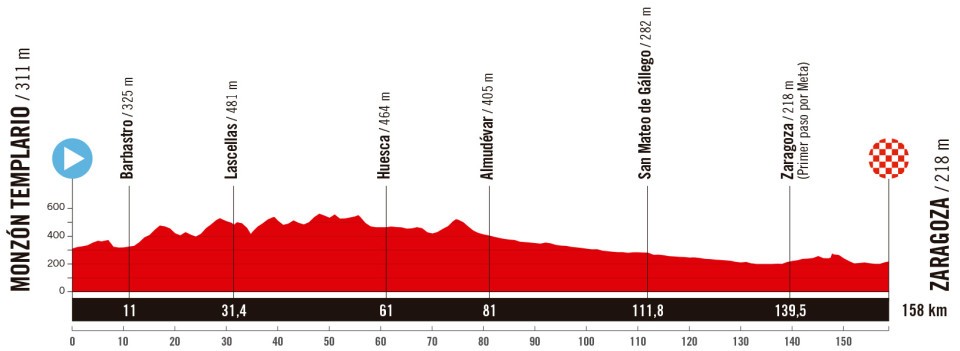 MONZÓN TEMPLARIO / 311 m
Barbastro / 325 m
Lascellas / 481 m
Huesca / 464 m
Almudévar / 405 m
San Mateo de Gállego / 282 m
Zaragoza / 218 m
(Primer paso por Meta)
ZARAGOZA / 218 m
600
400
200
0
11 31,4 61 81 111,8 139,5 158 km
0 10 20 30 40 50 60 70 80 90 100 110 120 130 140 150